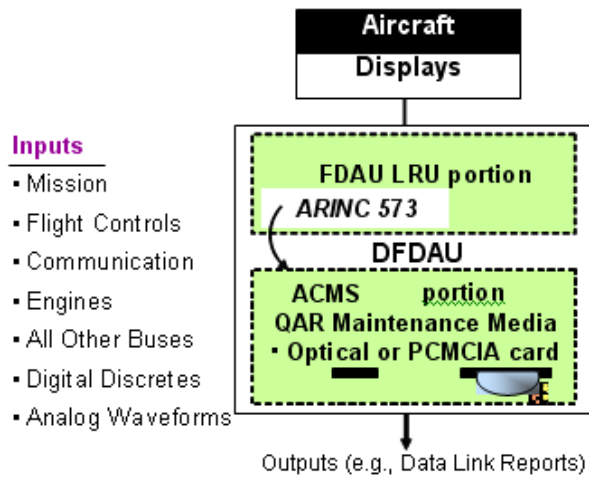 Aircraft
Displays
Inputs
▪ Mission
▪ Flight Controls
▪ Communication
▪ Engines
▪ All Other Buses
▪ Digital Discretes
▪ Analog Waveforms
FDAU LRU portion
ARINC 573
DFDAU
ACMS portion
QAR Maintenance Media
▪ Optical or PCMCIA card
Outputs (e.g., Data Link Reports)